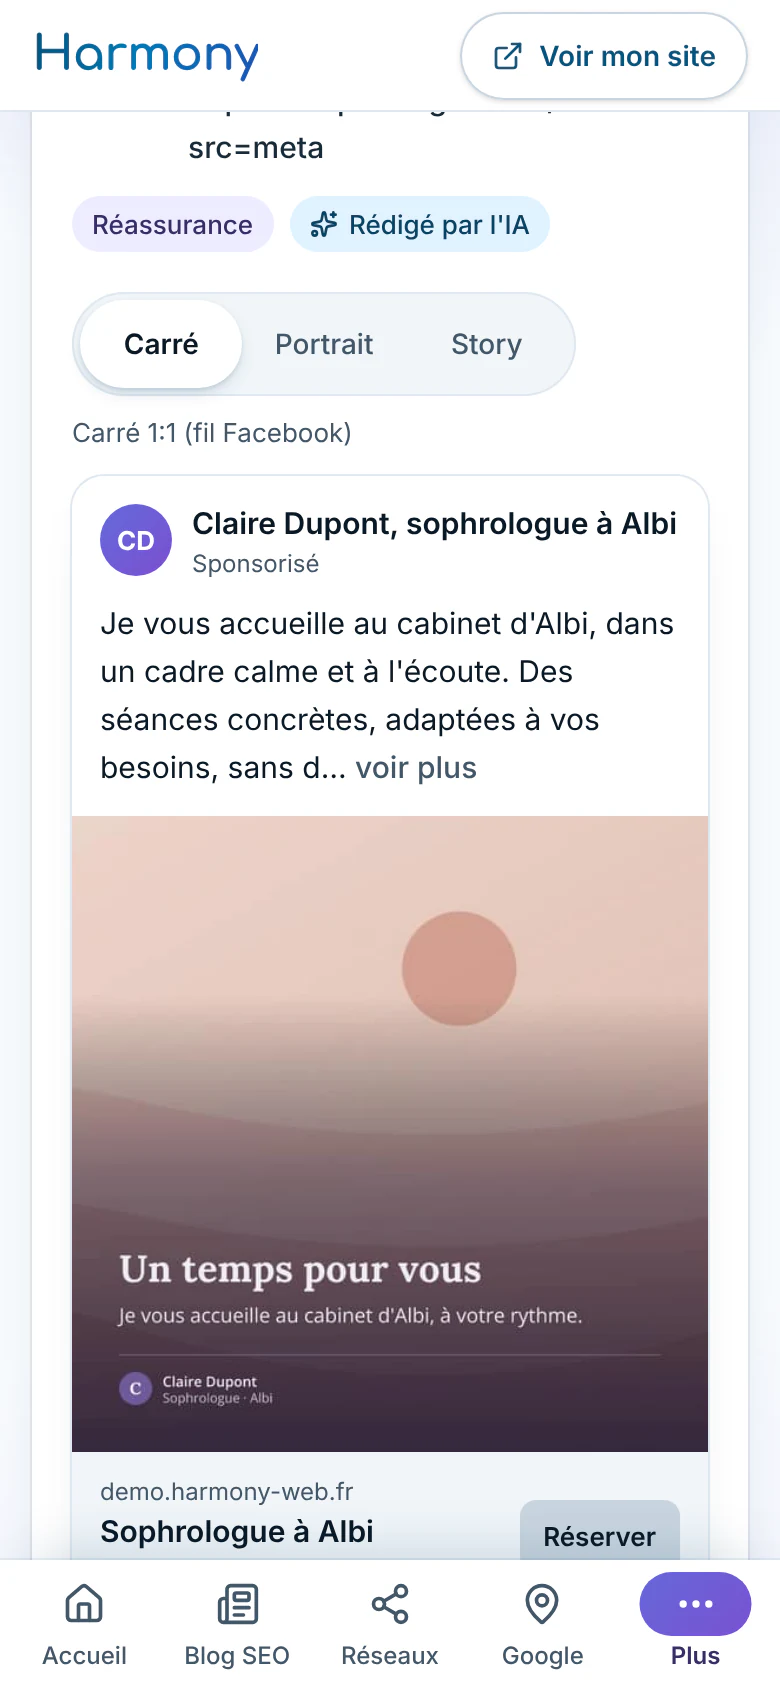 Harmony
Voir mon site
src=meta
Réassurance
Rédigé par l'IA
Carré
Portrait
Story
Carré 1:1 (fil Facebook)
CD
Claire Dupont, sophrologue à Albi
Sponsorisé
Je vous accueille au cabinet d'Albi, dans
un cadre calme et à l'écoute. Des
séances concrètes, adaptées à vos
besoins, sans d... voir plus
Un temps pour vous
Je vous accueille au cabinet d'Albi, à votre rythme.
C
Claire Dupont
Sophrologue · Albi
demo.harmony-web.fr
Sophrologue à Albi
Réserver
Accueil
Blog SEO
Réseaux
Google
Plus